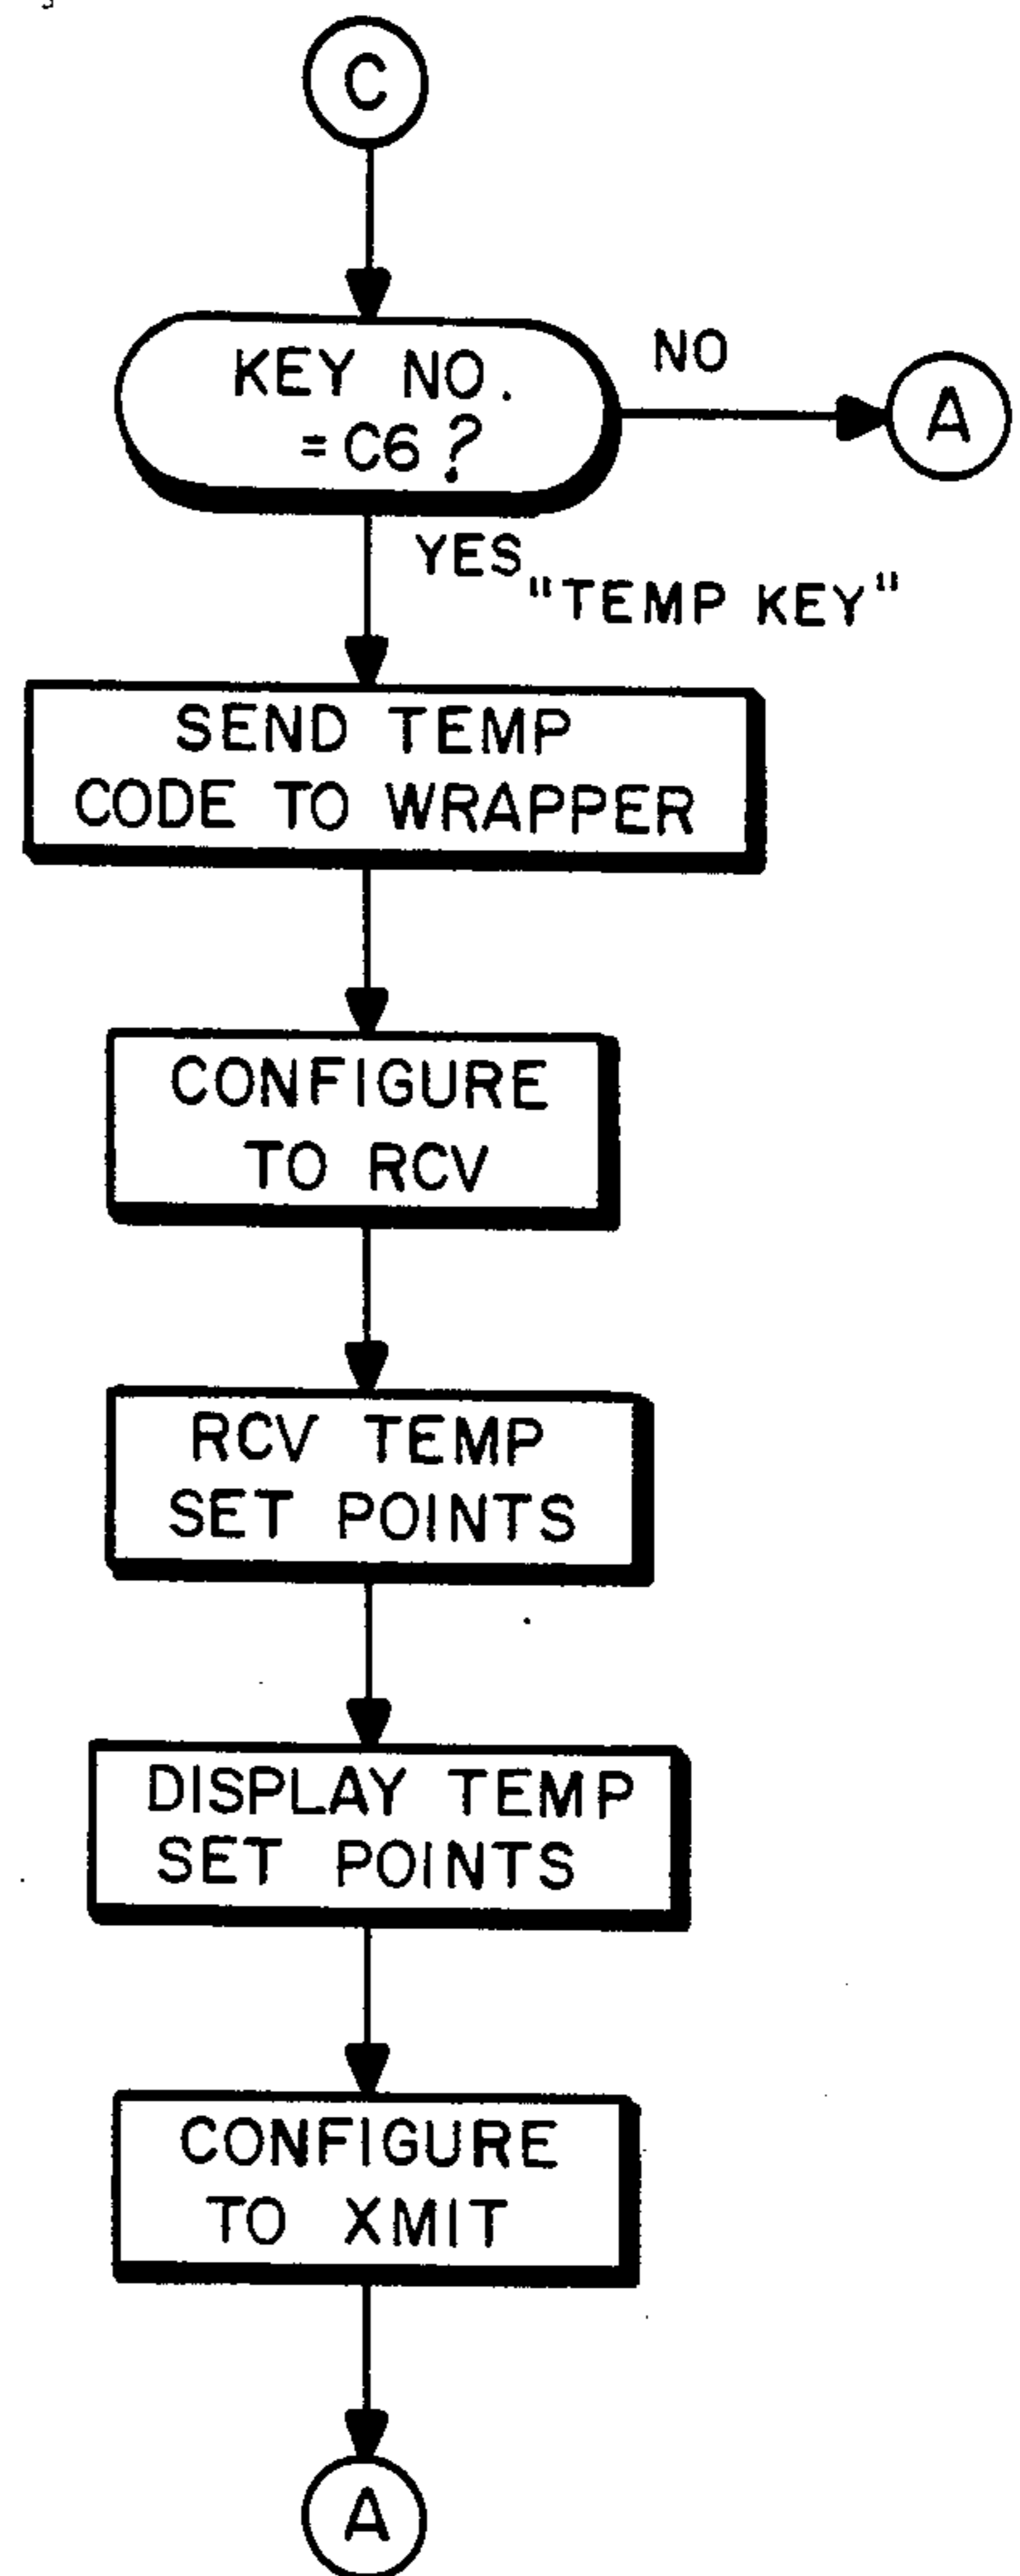 C
KEY NO.
= C6 ?
NO
A
YES
"TEMP KEY"
SEND TEMP
CODE TO WRAPPER
CONFIGURE
TO RCV
RCV TEMP
SET POINTS
DISPLAY TEMP
SET POINTS
CONFIGURE
TO XMIT
A